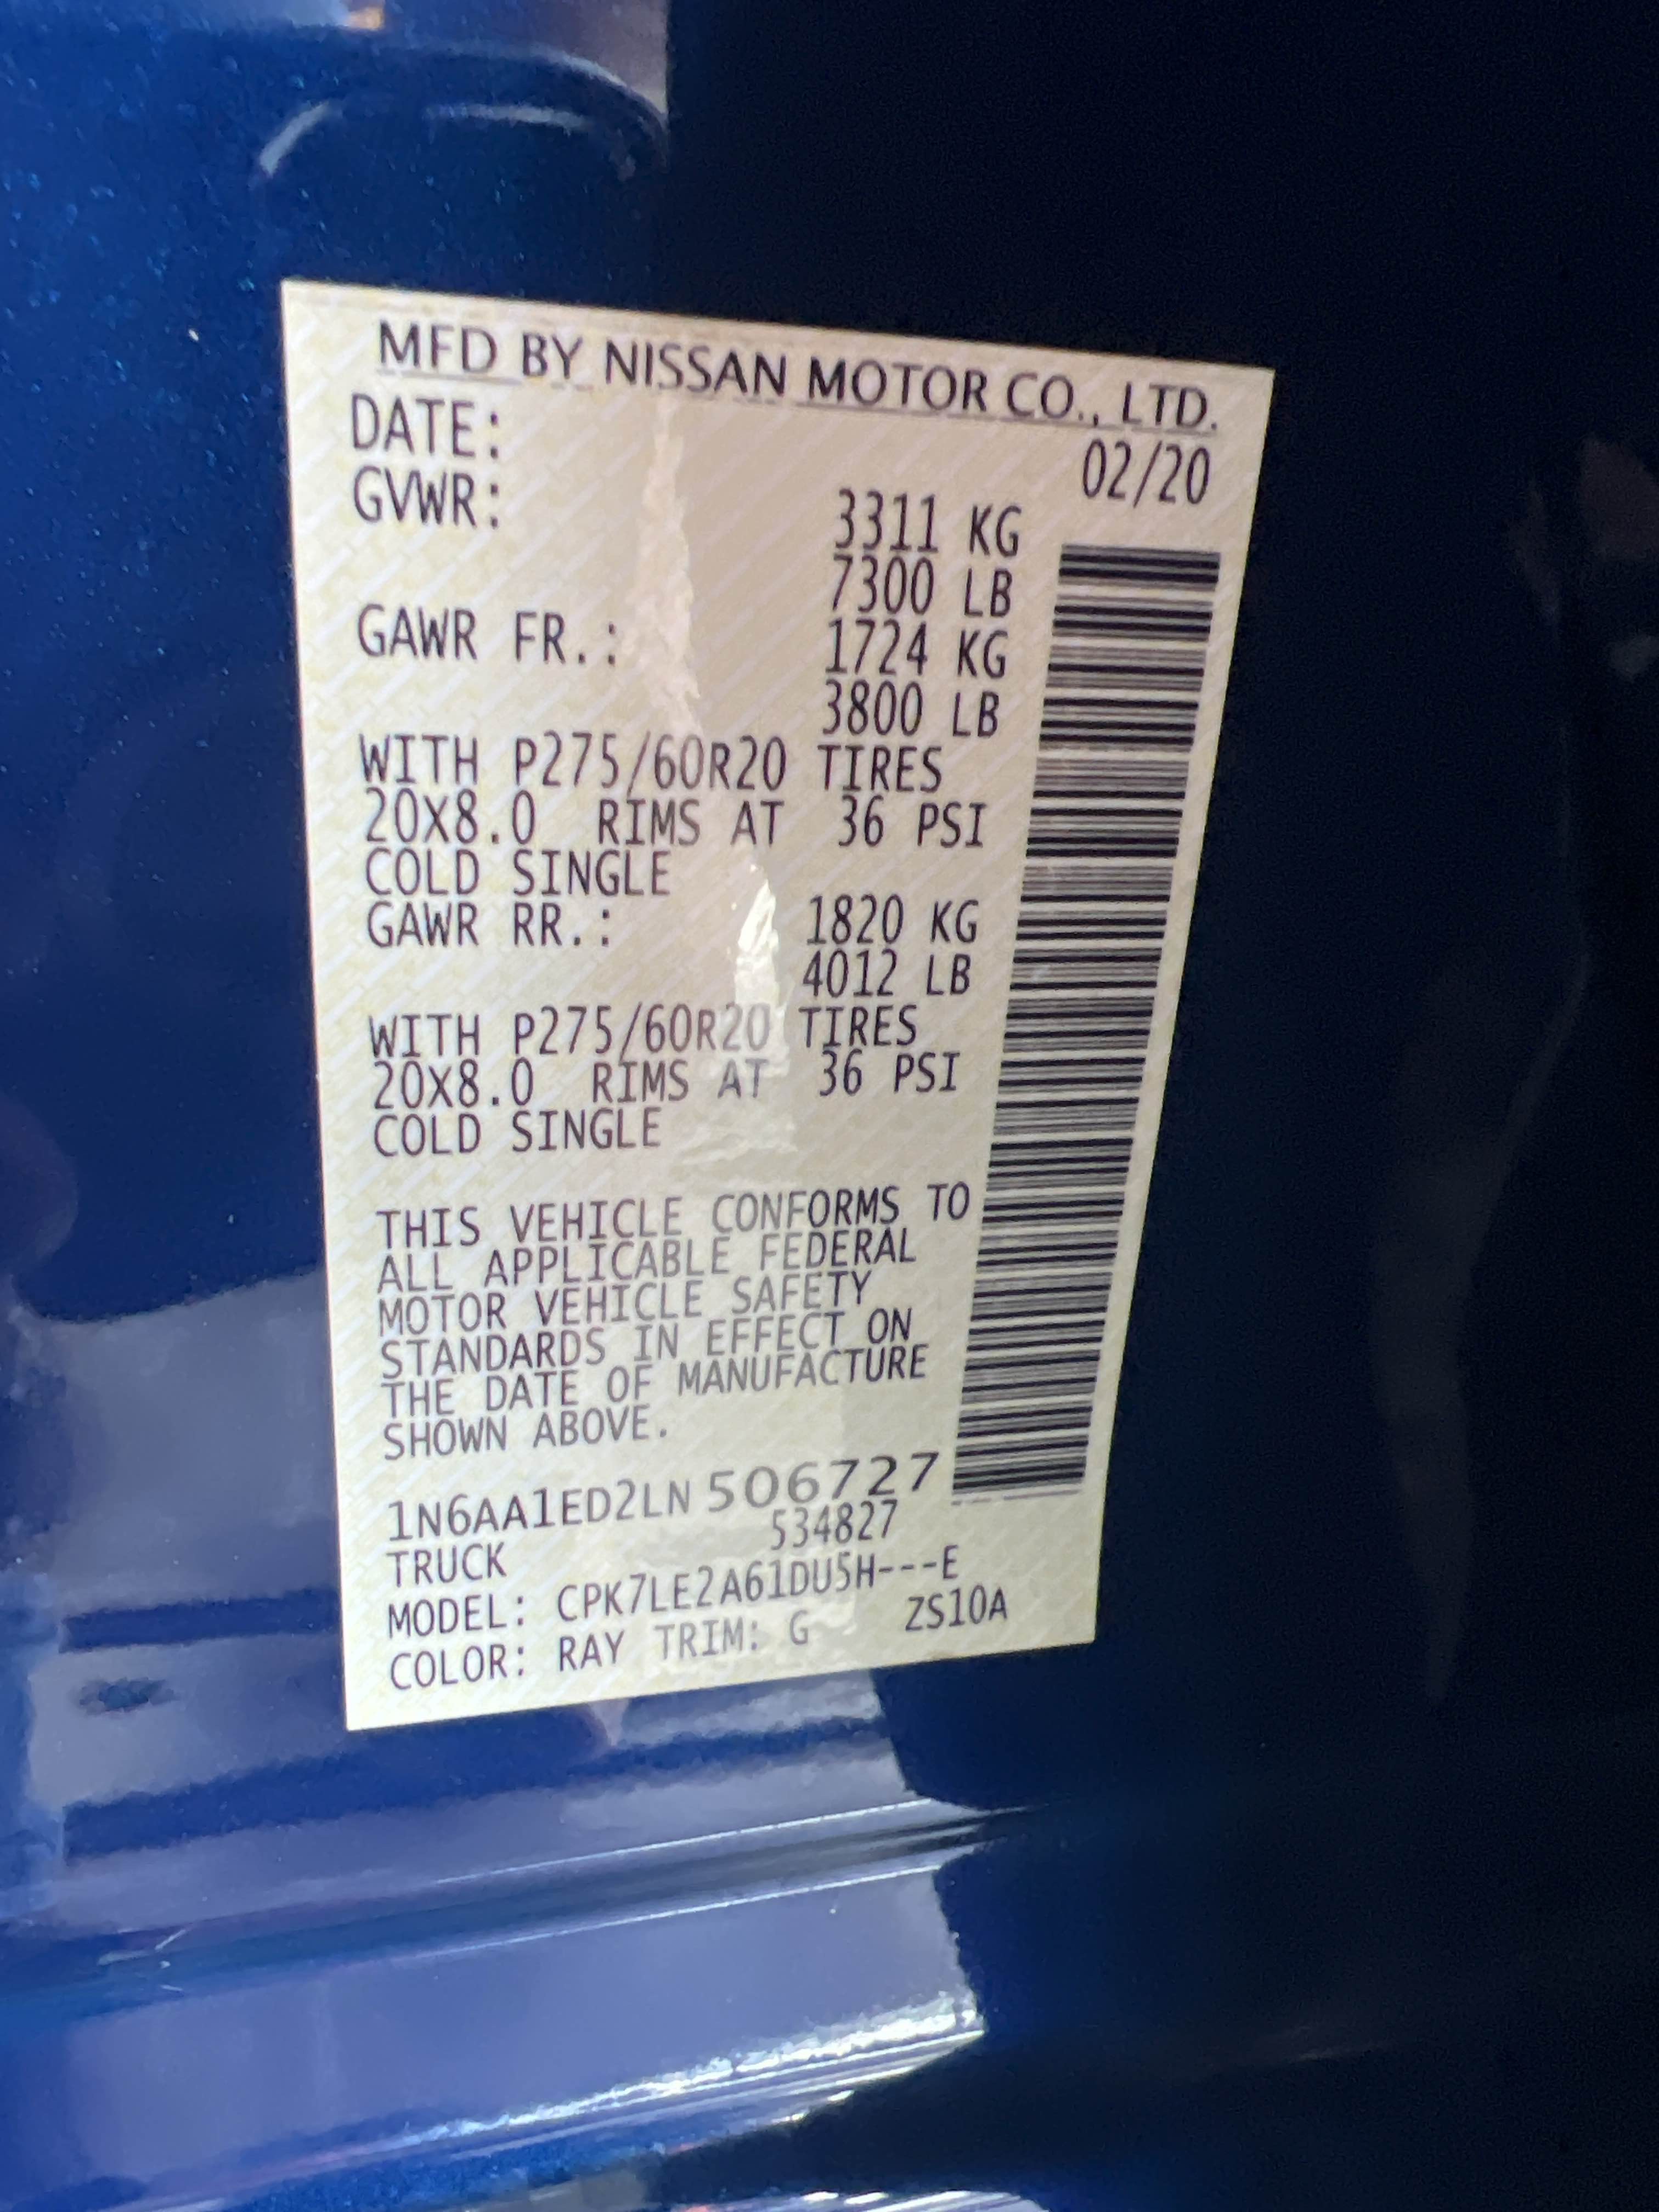 MFD BY NISSAN MOTOR CO., LTD.
DATE: 02/20
GVWR: 3311 KG
7300 LB
GAWR FR.: 1724 KG
3800 LB
WITH P275/60R20 TIRES
20X8.0 RIMS AT 36 PSI
COLD SINGLE
GAWR RR.: 1820 KG
4012 LB
WITH P275/60R20 TIRES
20X8.0 RIMS AT 36 PSI
COLD SINGLE
THIS VEHICLE CONFORMS TO
ALL APPLICABLE FEDERAL
MOTOR VEHICLE SAFETY
STANDARDS IN EFFECT ON
THE DATE OF MANUFACTURE
SHOWN ABOVE.
1N6AA1ED2LN506727
TRUCK 534827
MODEL: CPK7LE2A61DU5H---E
COLOR: RAY TRIM: G ZS10A